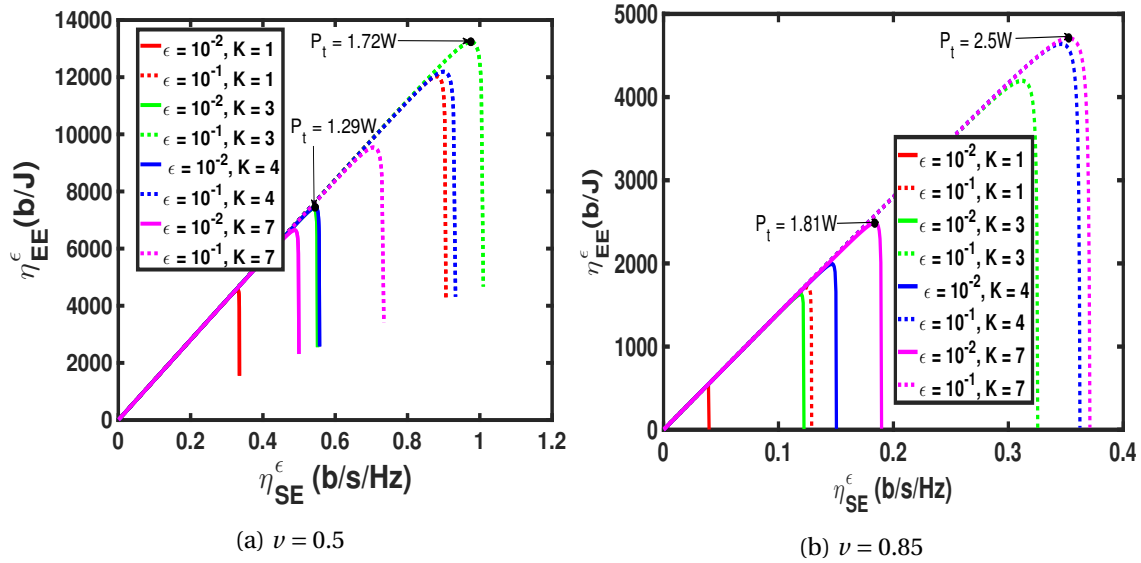 14000
12000
10000
8000
6000
4000
2000
0
η_EE^ϵ (b/J)
ϵ = 10^-2, K = 1
ϵ = 10^-1, K = 1
ϵ = 10^-2, K = 3
ϵ = 10^-1, K = 3
ϵ = 10^-2, K = 4
ϵ = 10^-1, K = 4
ϵ = 10^-2, K = 7
ϵ = 10^-1, K = 7
P_t = 1.72W
P_t = 1.29W
0 0.2 0.4 0.6 0.8 1 1.2
η_SE^ϵ (b/s/Hz)
(a) ν = 0.5
5000
4000
3000
2000
1000
0
η_EE^ϵ (b/J)
P_t = 2.5W
P_t = 1.81W
ϵ = 10^-2, K = 1
ϵ = 10^-1, K = 1
ϵ = 10^-2, K = 3
ϵ = 10^-1, K = 3
ϵ = 10^-2, K = 4
ϵ = 10^-1, K = 4
ϵ = 10^-2, K = 7
ϵ = 10^-1, K = 7
0 0.1 0.2 0.3 0.4
η_SE^ϵ (b/s/Hz)
(b) ν = 0.85